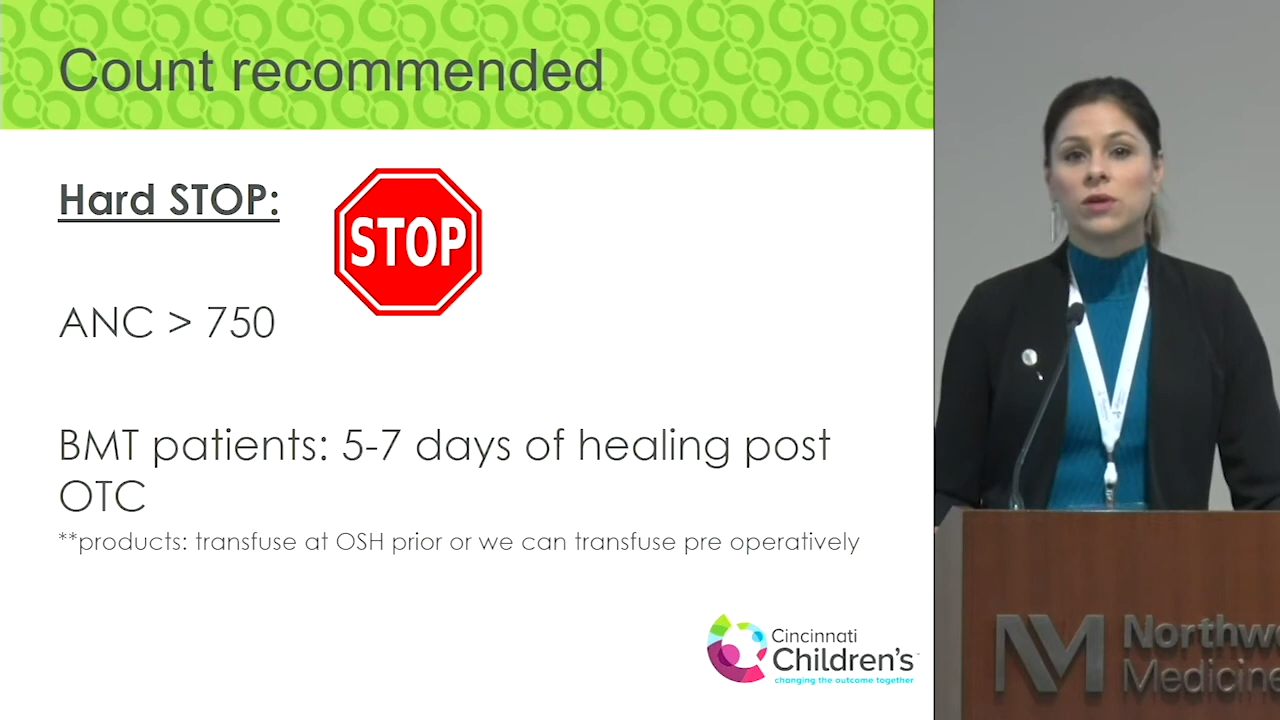 Count recommended
Hard STOP:
STOP
ANC > 750
BMT patients: 5-7 days of healing post
OTC
**products: transfuse at OSH prior or we can transfuse pre operatively
Cincinnati
Children's
changing the outcome together
Northw
Medicine